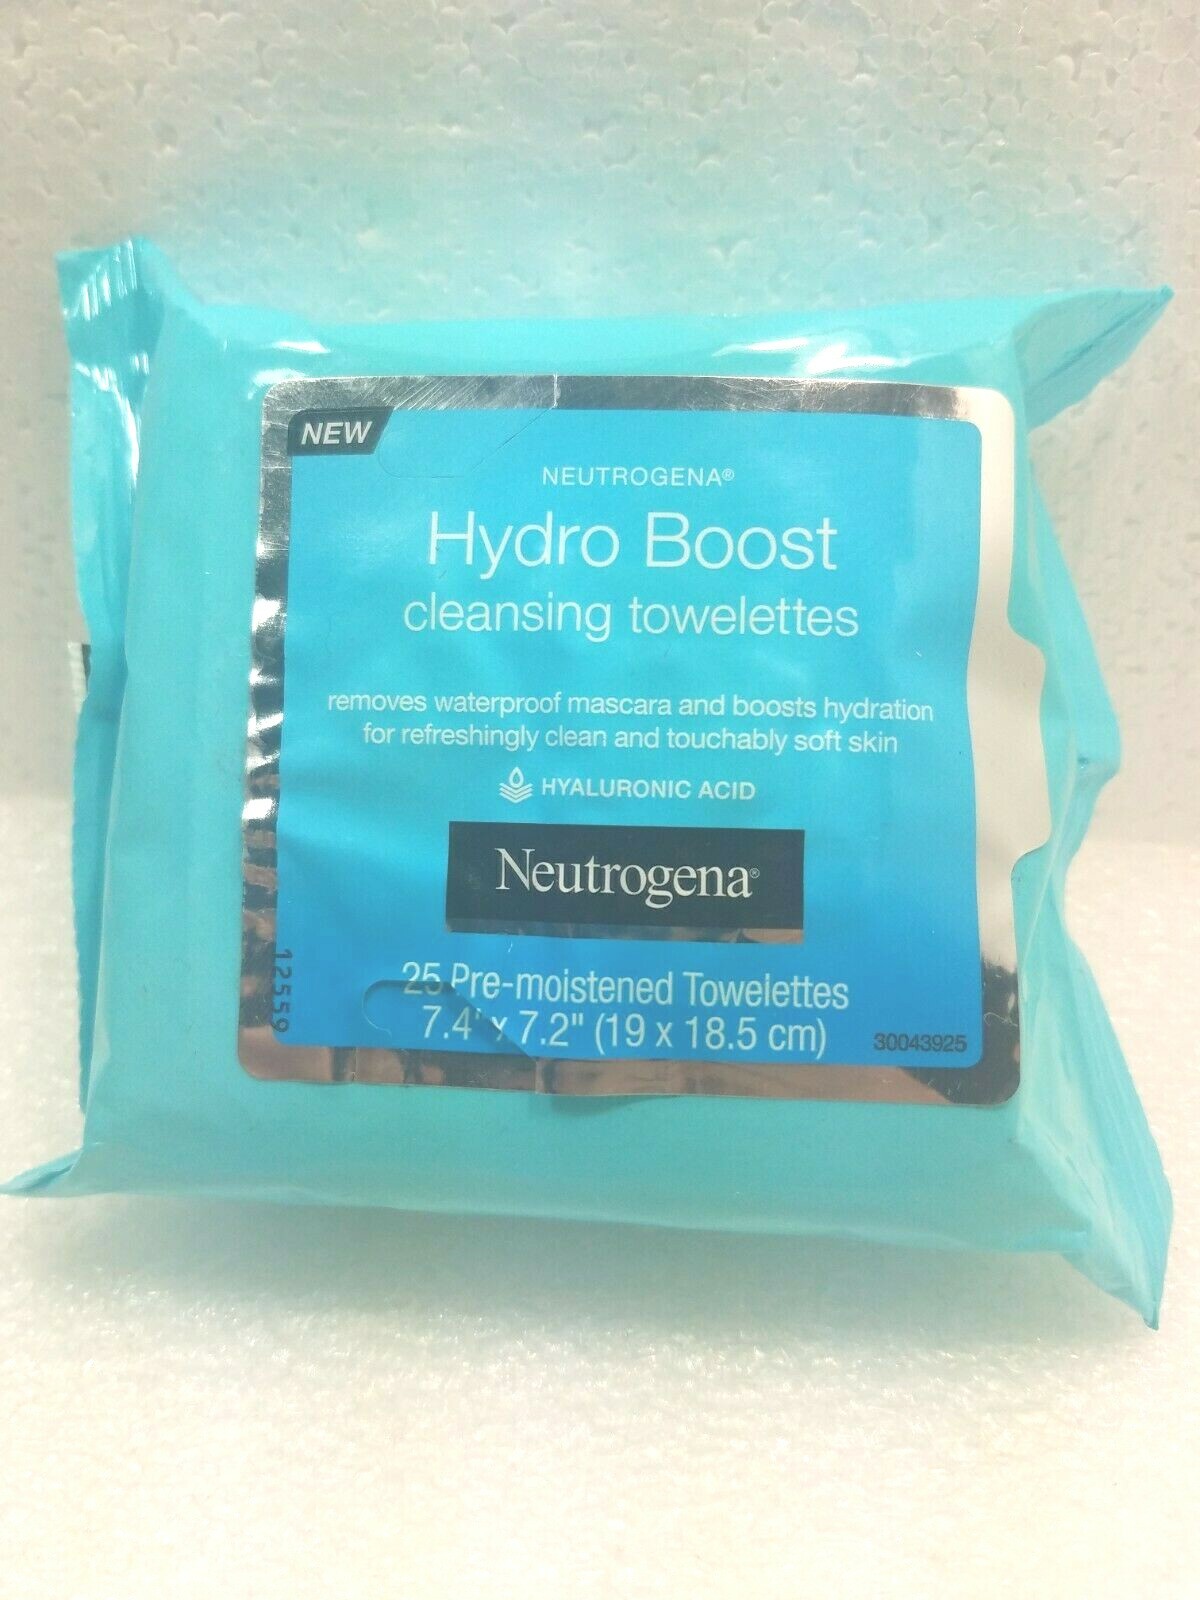 NEW
NEUTROGENA®
Hydro Boost
cleansing towelettes
removes waterproof mascara and boosts hydration
for refreshingly clean and touchably soft skin
HYALURONIC ACID
Neutrogena®
12559
25 Pre-moistened Towelettes
7.4" x 7.2" (19 x 18.5 cm)
30043925